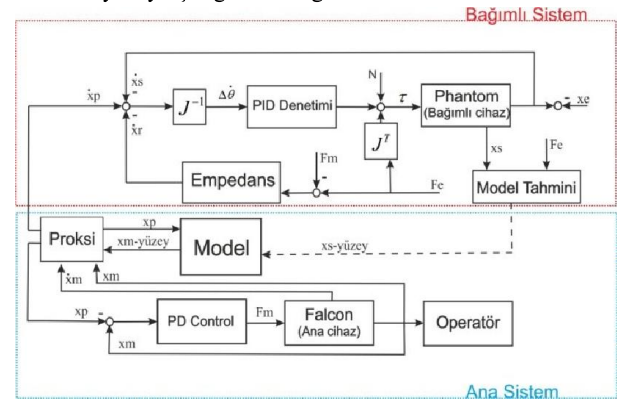 Bağımlı Sistem
ẋs
-
ẋp
-
-
ẋr
J⁻¹
Δθ̇
PID Denetimi
N
τ
Phantom
(Bağımlı cihaz)
-
xe
Jᵀ
xs
Fe
Fm
-
Empedans
Fe
Model Tahmini
Proksi
xp
xm-yüzey
Model
xs-yüzey
ẋm
xm
xp
-
PD Control
Fm
Falcon
(Ana cihaz)
Operatör
xm
Ana Sistem